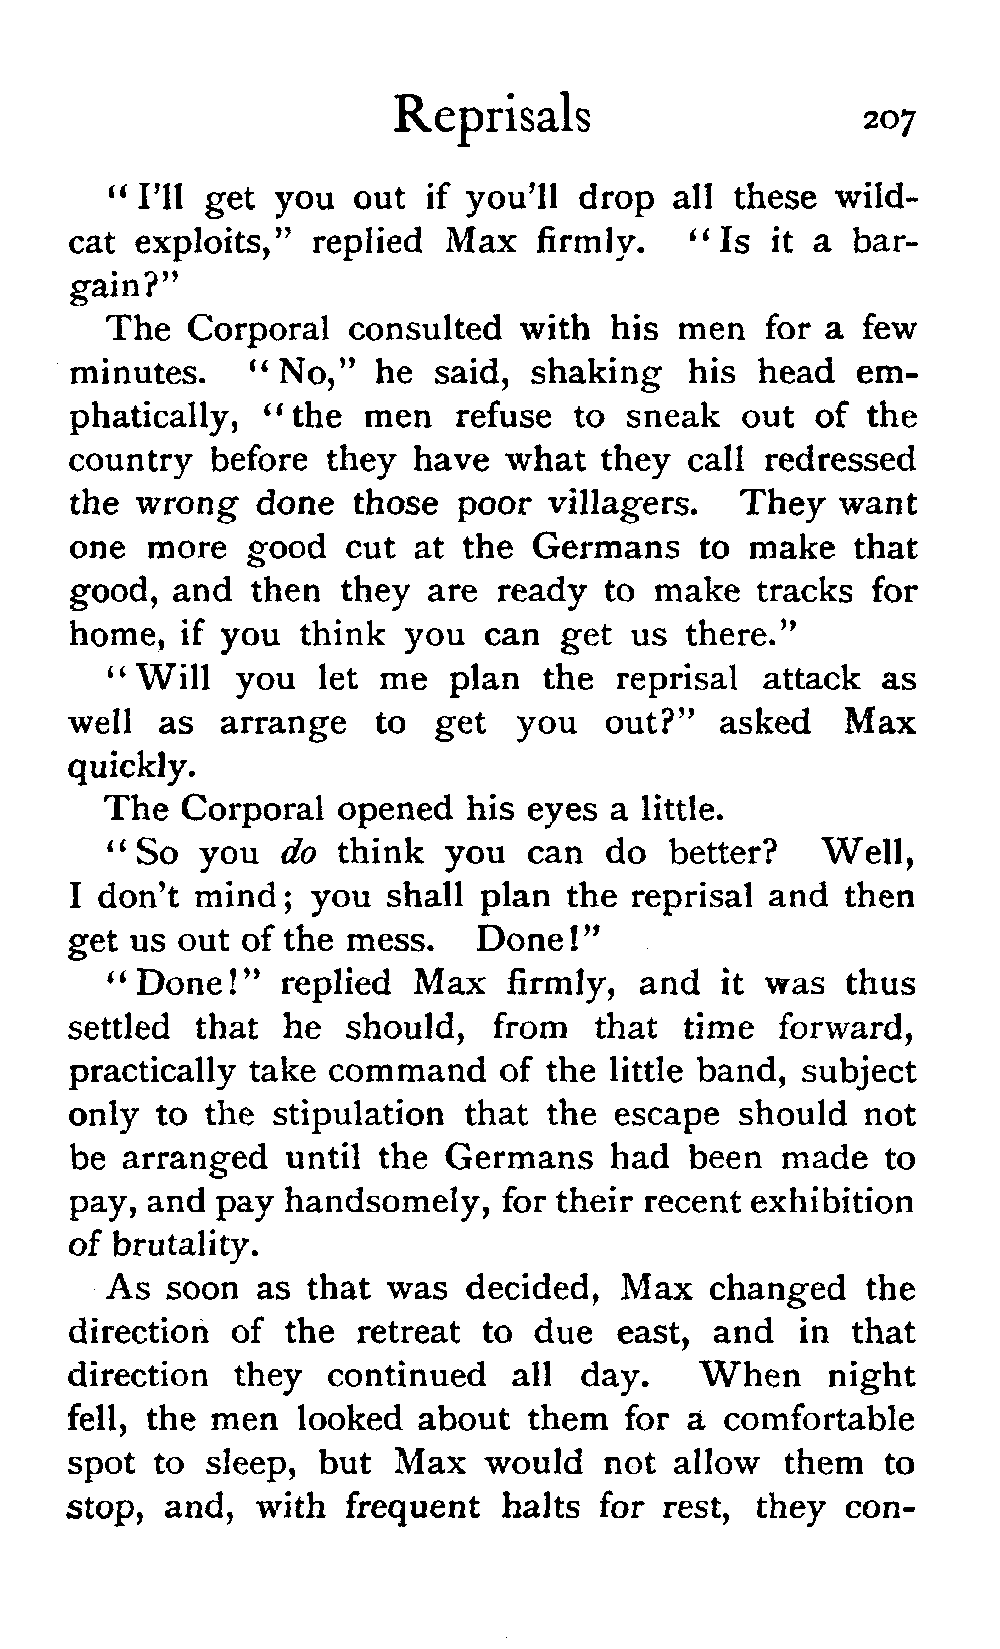 Reprisals 207
"I'll get you out if you'll drop all these wild-
cat exploits," replied Max firmly. "Is it a bar-
gain?"
The Corporal consulted with his men for a few
minutes. "No," he said, shaking his head em-
phatically, "the men refuse to sneak out of the
country before they have what they call redressed
the wrong done those poor villagers. They want
one more good cut at the Germans to make that
good, and then they are ready to make tracks for
home, if you think you can get us there."
"Will you let me plan the reprisal attack as
well as arrange to get you out?" asked Max
quickly.
The Corporal opened his eyes a little.
"So you do think you can do better? Well,
I don't mind; you shall plan the reprisal and then
get us out of the mess. Done!"
"Done!" replied Max firmly, and it was thus
settled that he should, from that time forward,
practically take command of the little band, subject
only to the stipulation that the escape should not
be arranged until the Germans had been made to
pay, and pay handsomely, for their recent exhibition
of brutality.
As soon as that was decided, Max changed the
direction of the retreat to due east, and in that
direction they continued all day. When night
fell, the men looked about them for a comfortable
spot to sleep, but Max would not allow them to
stop, and, with frequent halts for rest, they con-